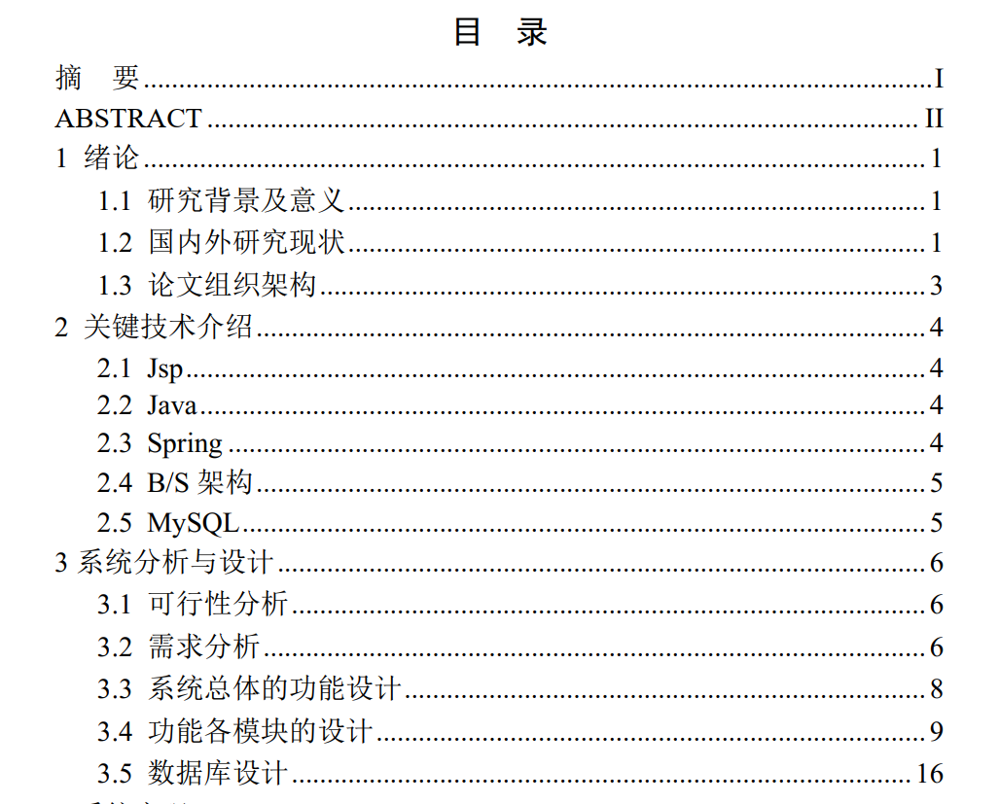 目 录
摘 要 I
ABSTRACT II
1 绪论 1
1.1 研究背景及意义 1
1.2 国内外研究现状 1
1.3 论文组织架构 3
2 关键技术介绍 4
2.1 Jsp 4
2.2 Java 4
2.3 Spring 4
2.4 B/S 架构 5
2.5 MySQL 5
3 系统分析与设计 6
3.1 可行性分析 6
3.2 需求分析 6
3.3 系统总体的功能设计 8
3.4 功能各模块的设计 9
3.5 数据库设计 16